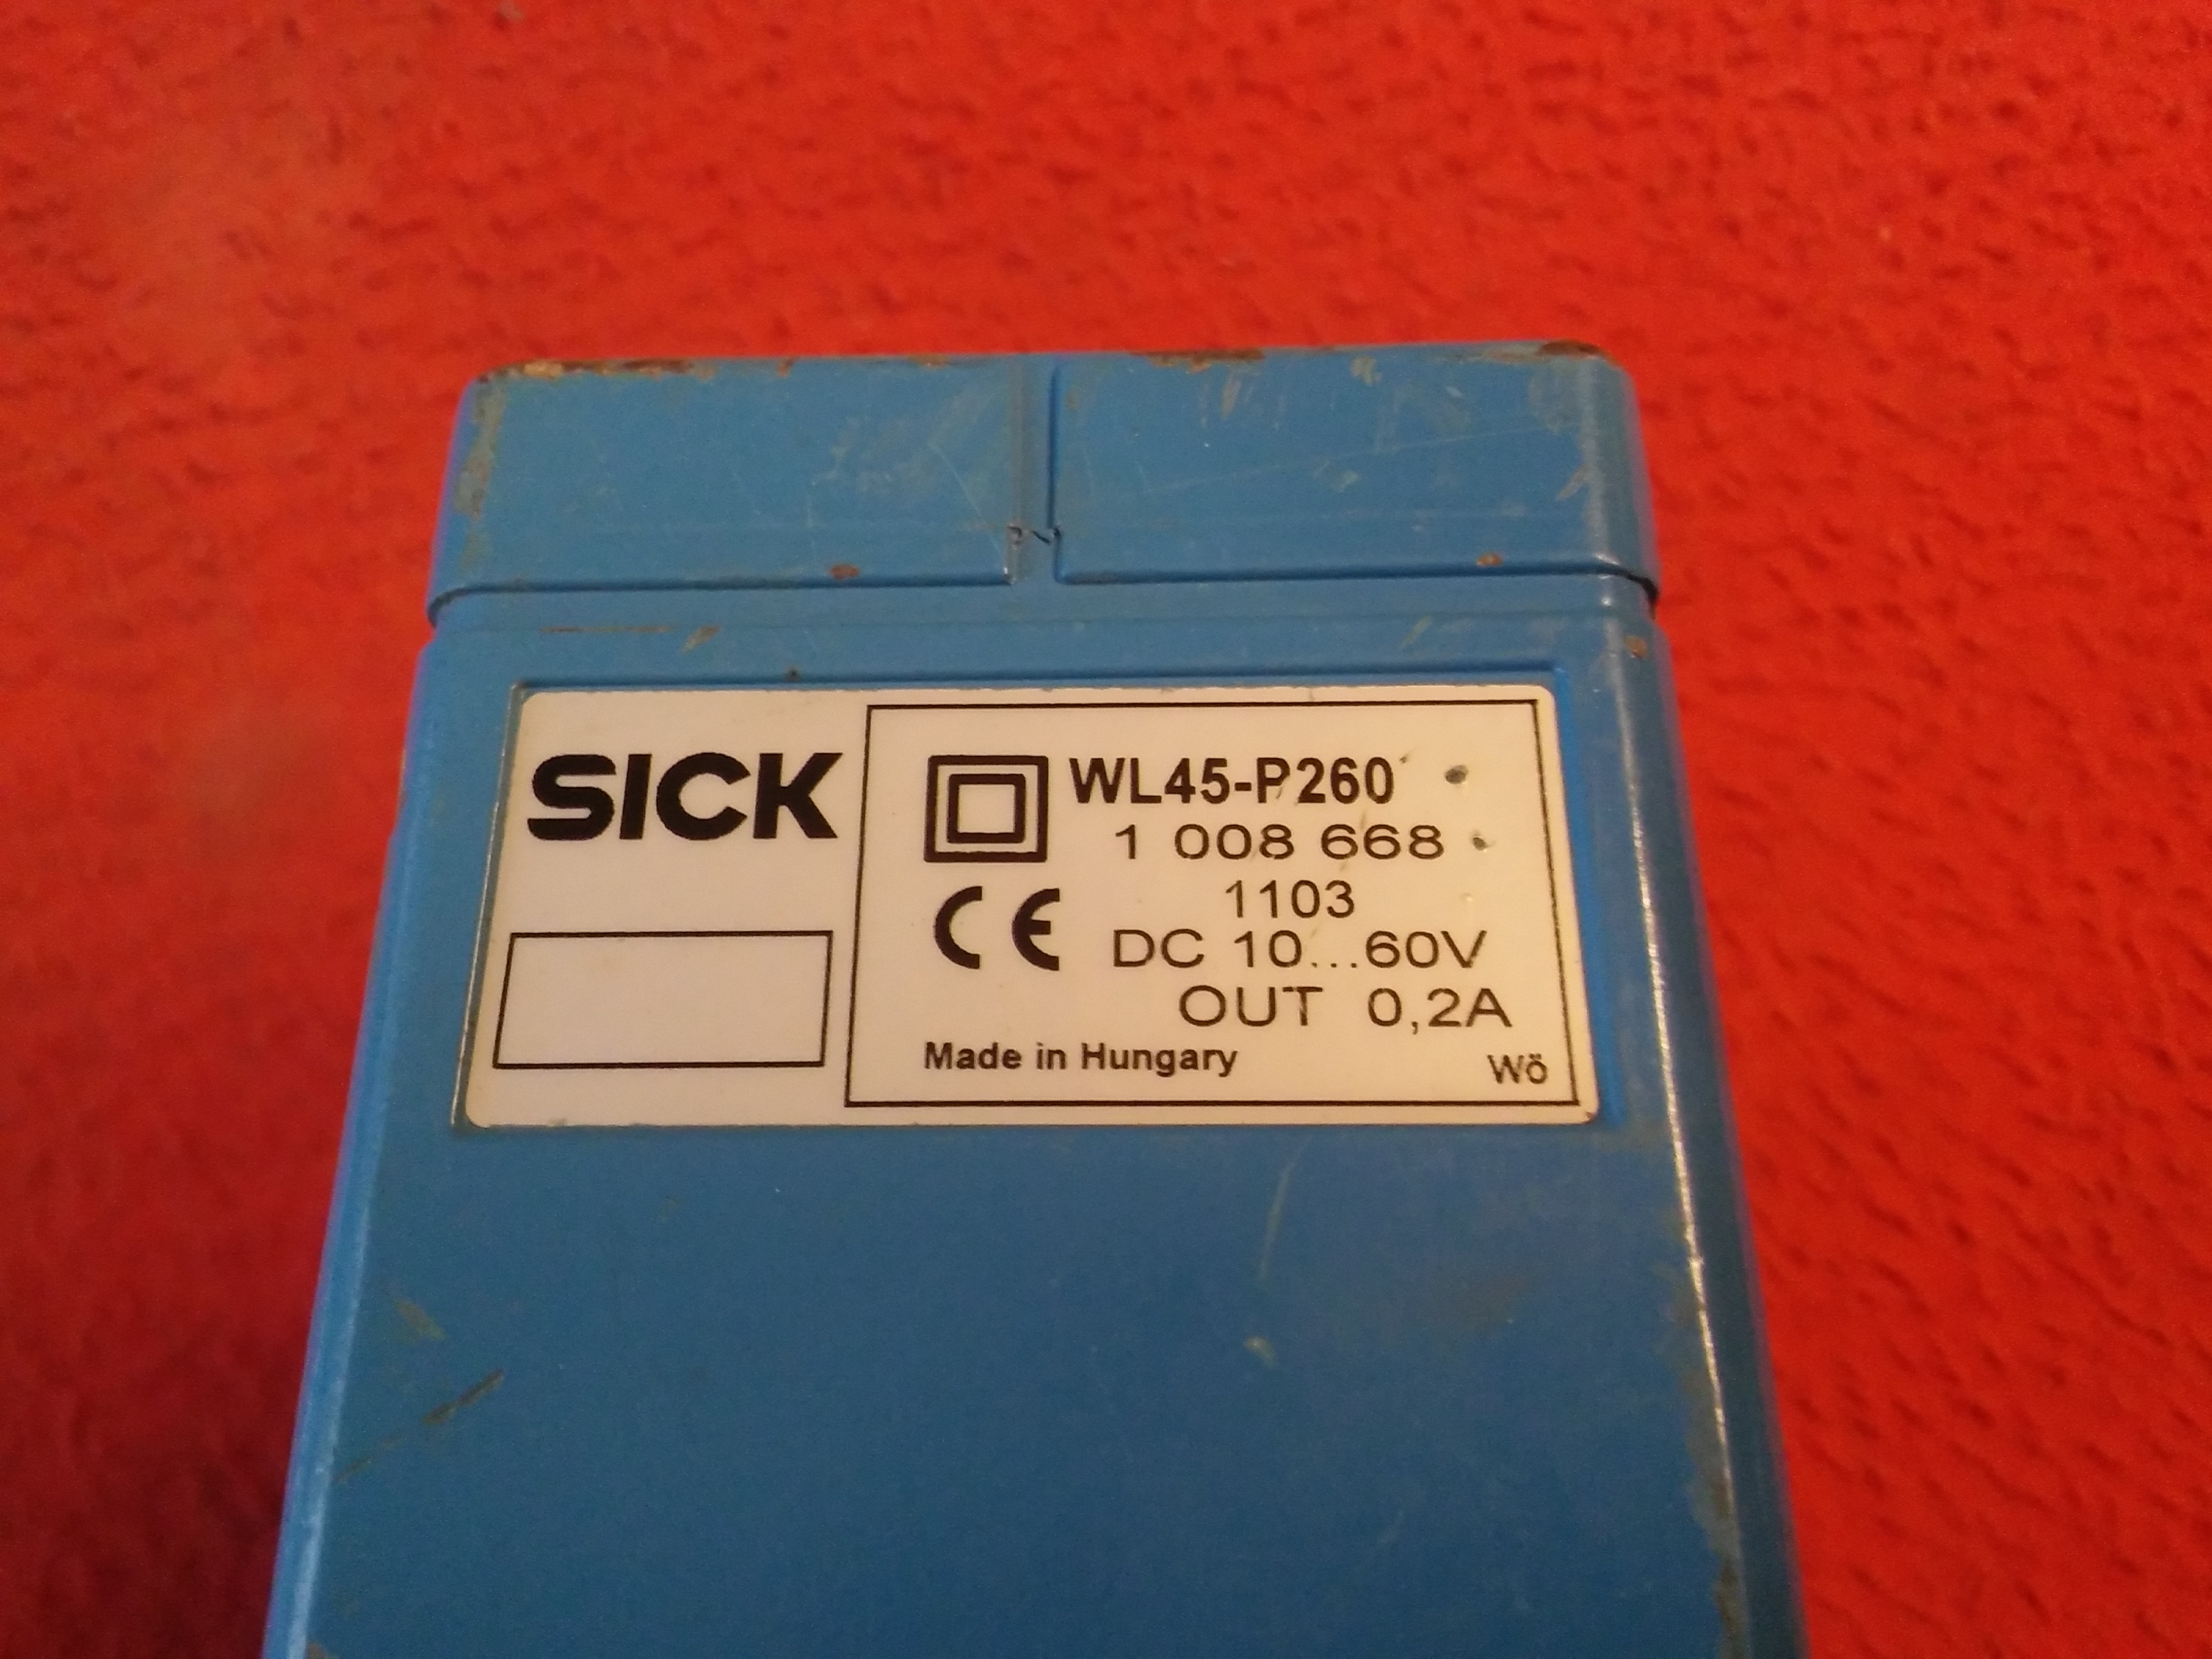 SICK
WL45-P260
1 008 668
CE 1103
DC 10...60V
OUT 0,2A
Made in Hungary Wö